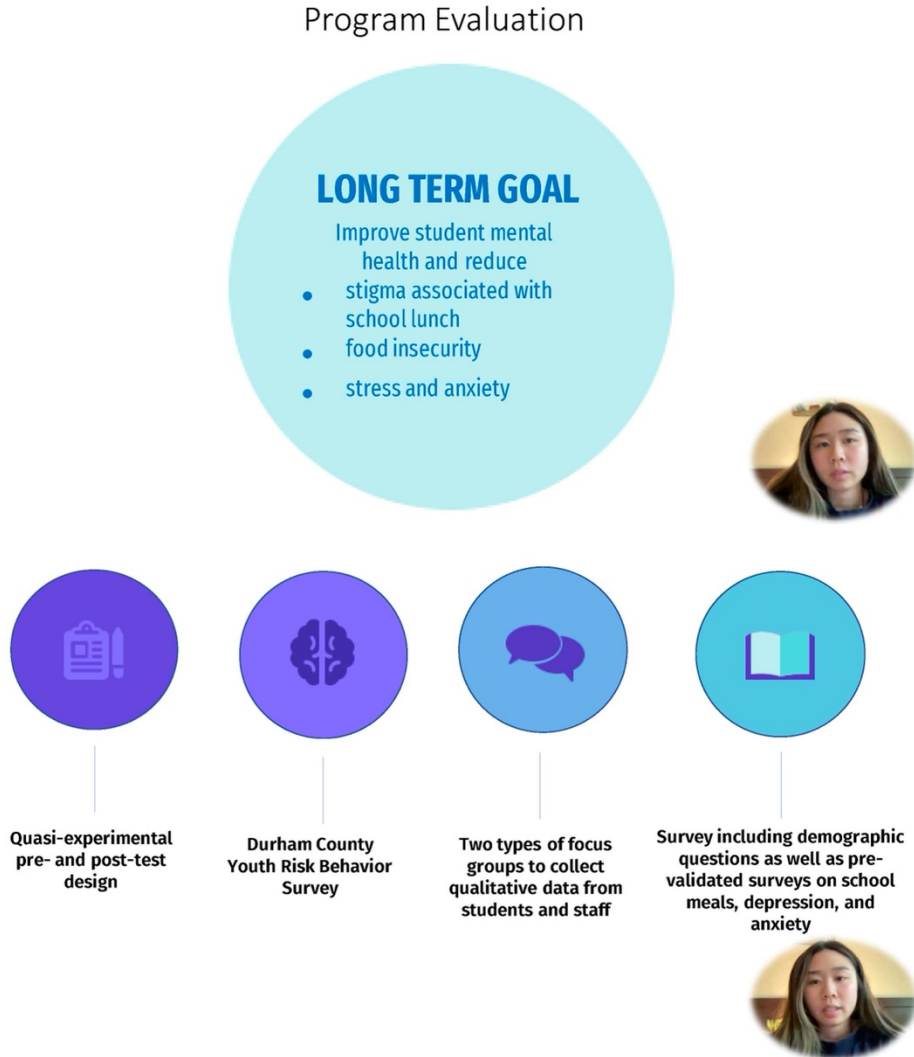 Program Evaluation
LONG TERM GOAL
Improve student mental
health and reduce
• stigma associated with
school lunch
• food insecurity
• stress and anxiety
Quasi-experimental
pre- and post-test
design
Durham County
Youth Risk Behavior
Survey
Two types of focus
groups to collect
qualitative data from
students and staff
Survey including demographic
questions as well as pre-
validated surveys on school
meals, depression, and
anxiety